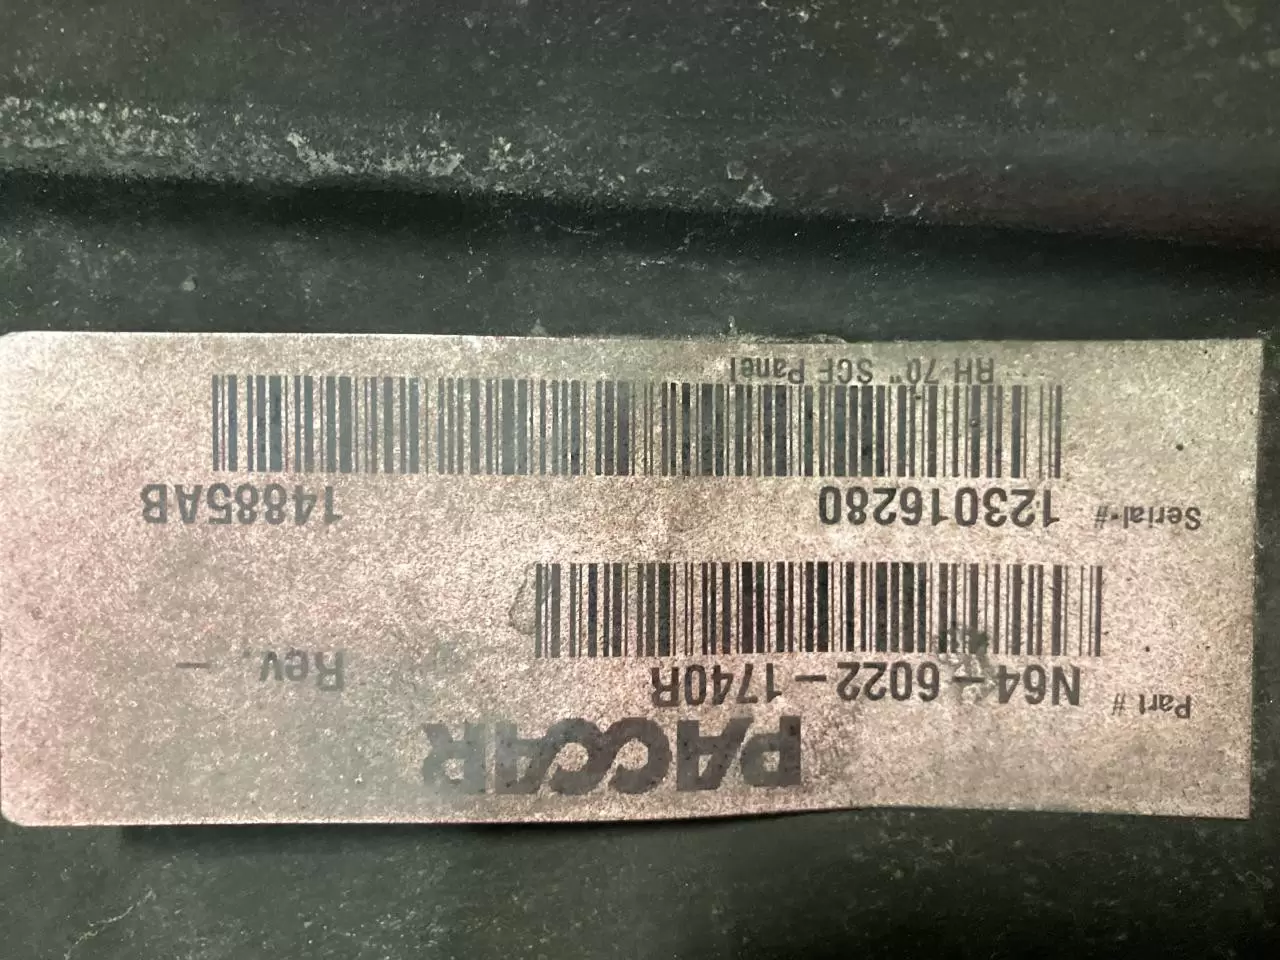 PACCAR
Part # N64-6022-1740R Rev. -
Serial # 123016280 14885AB
RH 70" SCF Panel